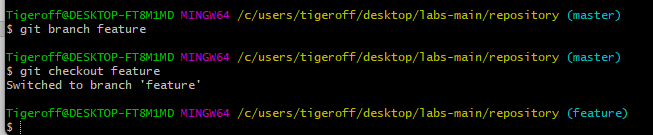 Tigeroff@DESKTOP-FT8M1MD MINGW64 /c/users/tigeroff/desktop/labs-main/repository (master)
$ git branch feature
Tigeroff@DESKTOP-FT8M1MD MINGW64 /c/users/tigeroff/desktop/labs-main/repository (master)
$ git checkout feature
Switched to branch 'feature'
Tigeroff@DESKTOP-FT8M1MD MINGW64 /c/users/tigeroff/desktop/labs-main/repository (feature)
$